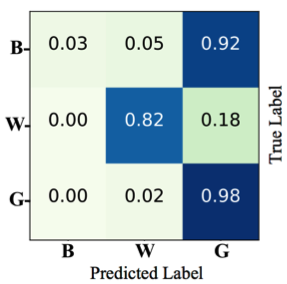 B- 0.03 0.05 0.92
W- 0.00 0.82 0.18
G- 0.00 0.02 0.98
True Label
B W G
Predicted Label